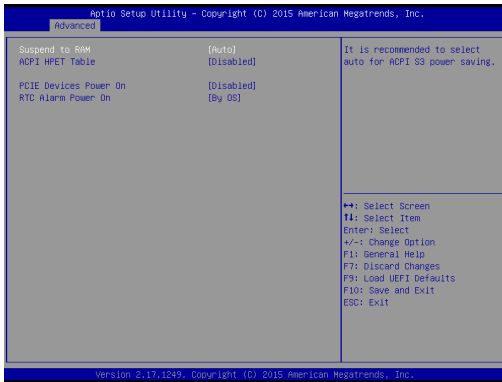 Aptio Setup Utility – Copyright (C) 2015 American Megatrends, Inc.
Advanced
Suspend to RAM [Auto]
ACPI HPET Table [Disabled]
PCIE Devices Power On [Disabled]
RTC Alarm Power On [By OS]
It is recommended to select
auto for ACPI S3 power saving.
↔: Select Screen
↑↓: Select Item
Enter: Select
+/-: Change Option
F1: General Help
F7: Discard Changes
F9: Load UEFI Defaults
F10: Save and Exit
ESC: Exit
Version 2.17.1249. Copyright (C) 2015 American Megatrends, Inc.